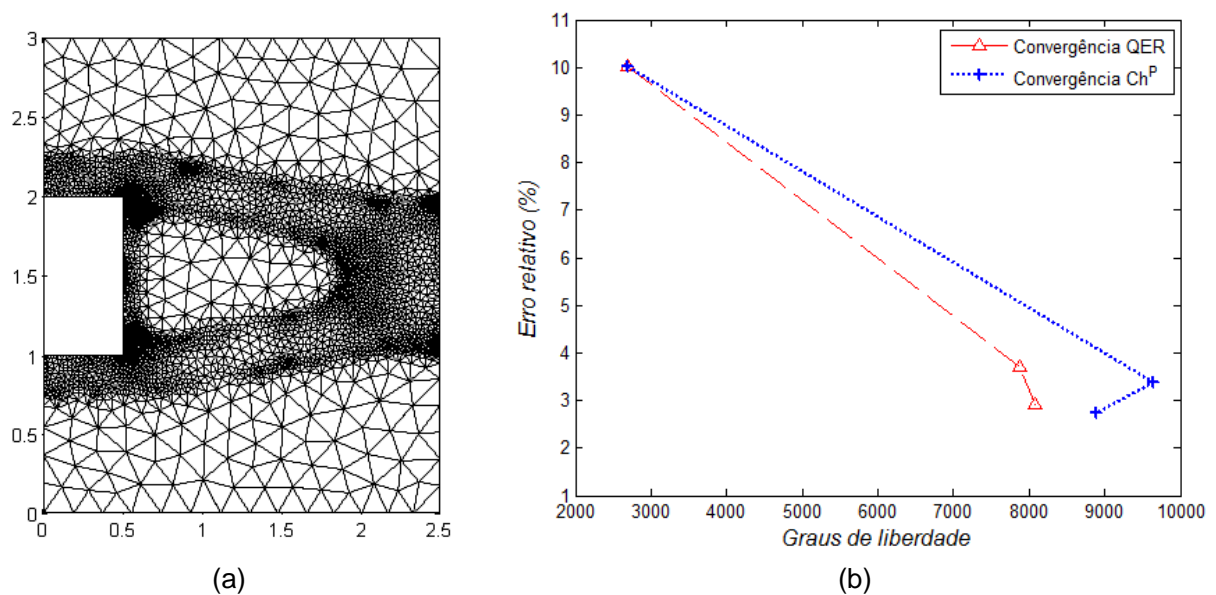 3
2.5
2
1.5
1
0.5
0
0 0.5 1 1.5 2 2.5
(a)
11
10
9
8
7
6
5
4
3
2
1
Erro relativo (%)
Convergência QER
Convergência Ch^P
2000 3000 4000 5000 6000 7000 8000 9000 10000
Graus de liberdade
(b)